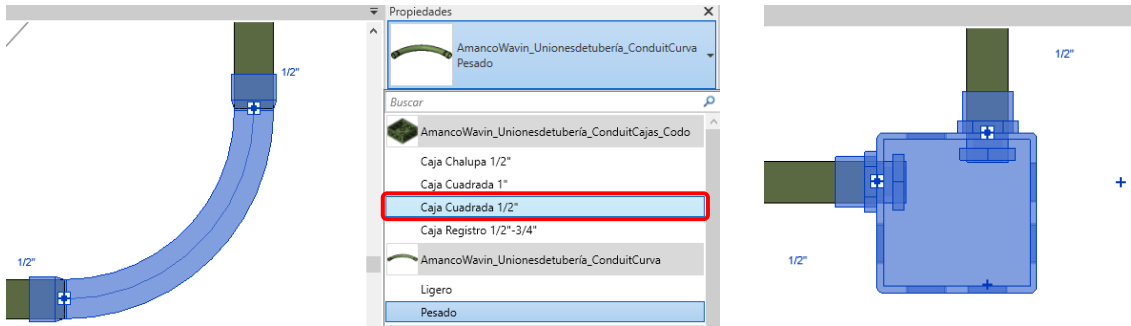 1/2"
1/2"
Propiedades
AmancoWavin_Unionesdetubería_ConduitCurva
Pesado
Buscar
AmancoWavin_Unionesdetubería_ConduitCajas_Codo
Caja Chalupa 1/2"
Caja Cuadrada 1"
Caja Cuadrada 1/2"
Caja Registro 1/2"-3/4"
AmancoWavin_Unionesdetubería_ConduitCurva
Ligero
Pesado
1/2"
1/2"